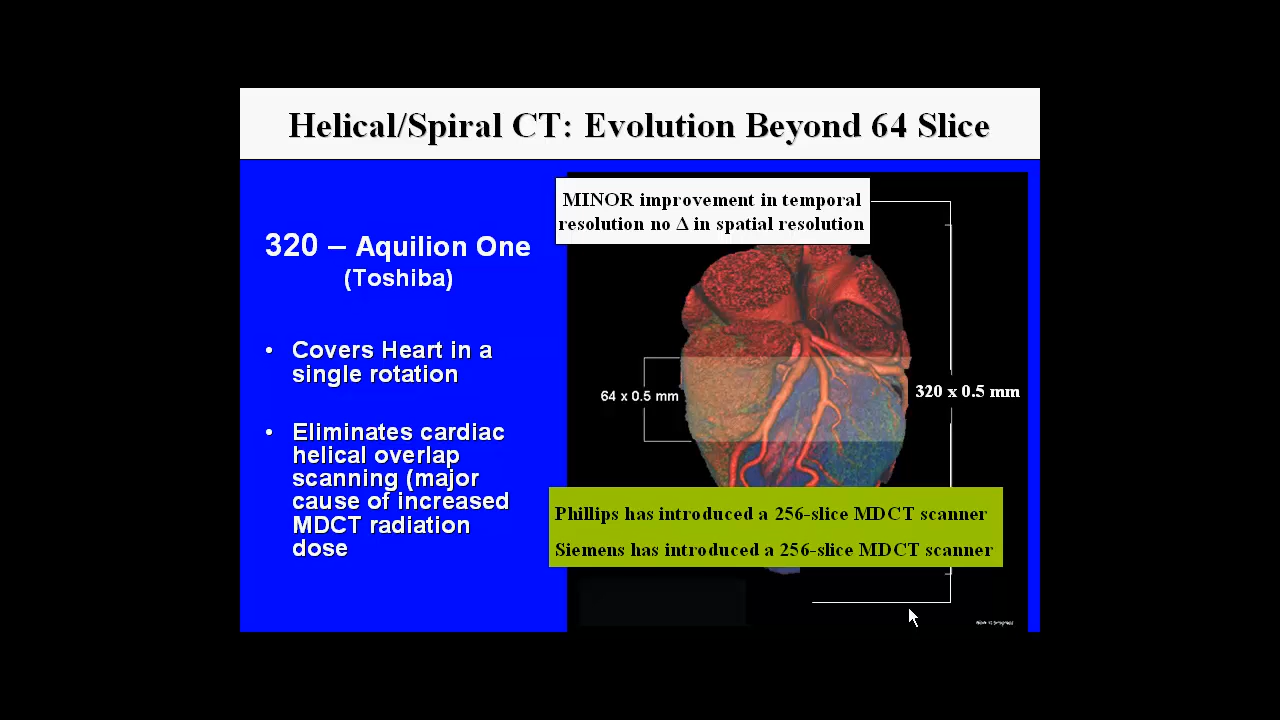 Helical/Spiral CT: Evolution Beyond 64 Slice
MINOR improvement in temporal
resolution no Δ in spatial resolution
320 – Aquilion One
(Toshiba)
• Covers Heart in a
single rotation
• Eliminates cardiac
helical overlap
scanning (major
cause of increased
MDCT radiation
dose
64 x 0.5 mm
320 x 0.5 mm
Phillips has introduced a 256-slice MDCT scanner
Siemens has introduced a 256-slice MDCT scanner